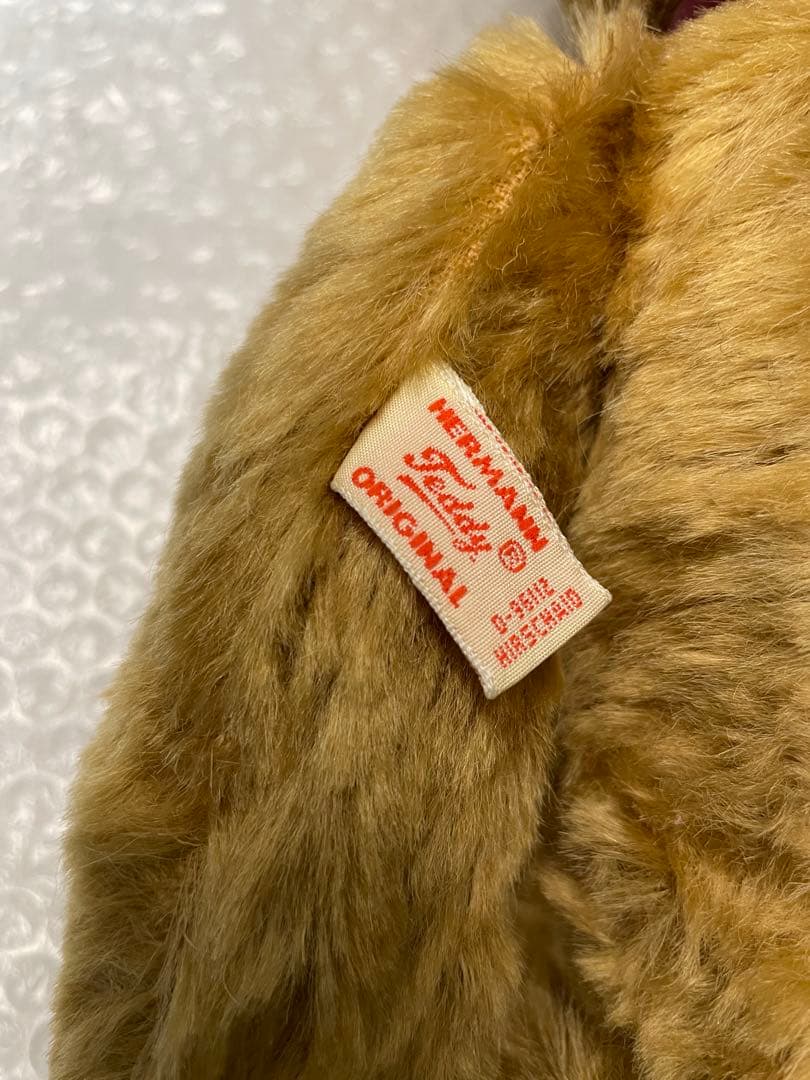 HERMANN
Teddy
ORIGINAL
®
D-96112
HIRSCHAID